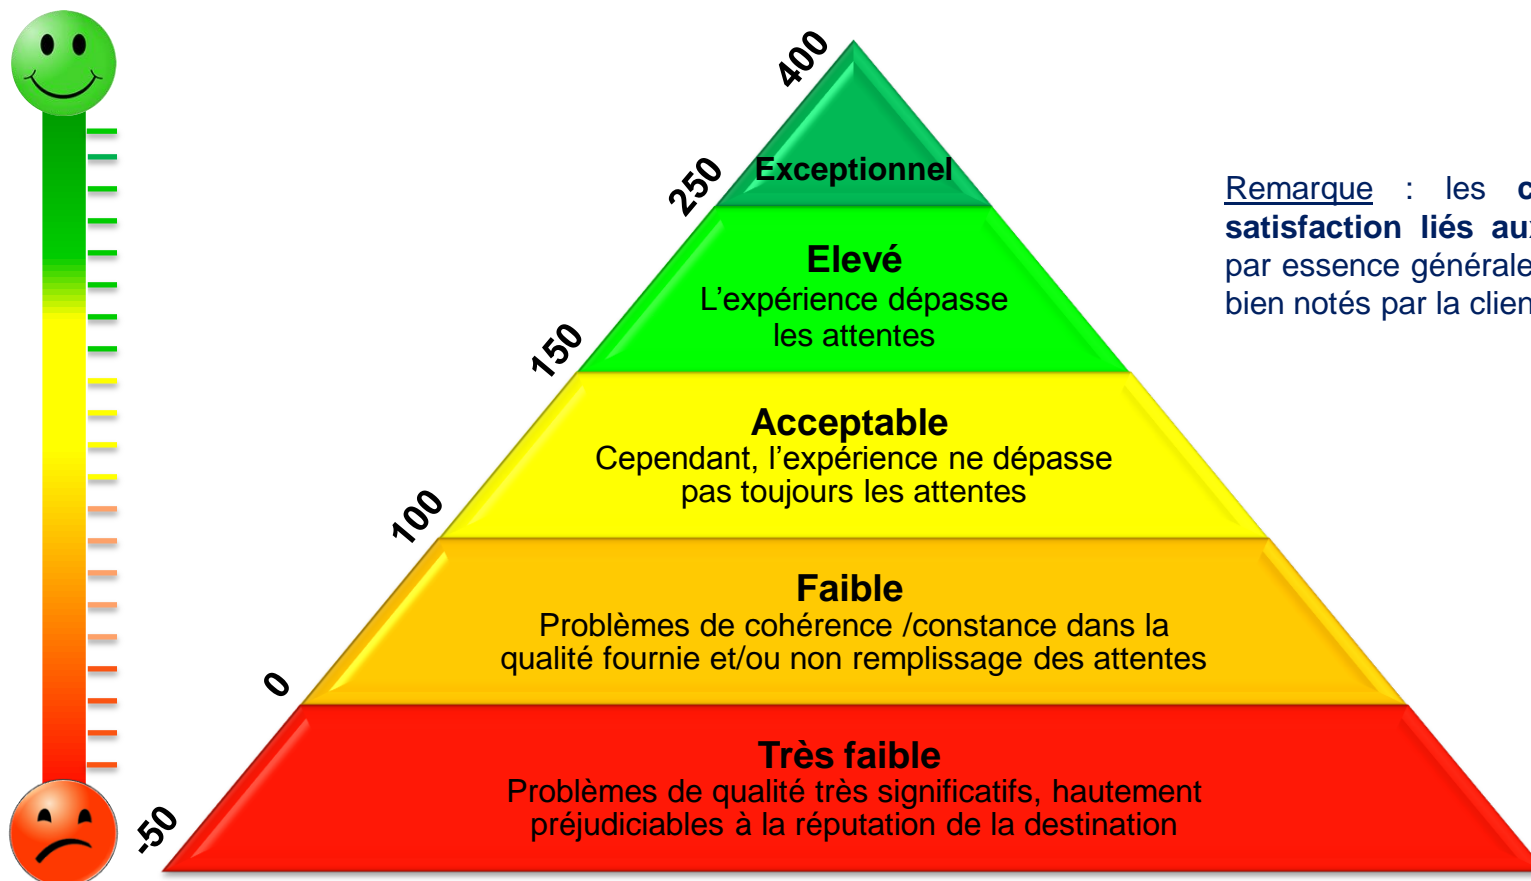 400
Exceptionnel
250
Elevé
L'expérience dépasse
les attentes
150
Acceptable
Cependant, l'expérience ne dépasse
pas toujours les attentes
100
Faible
Problèmes de cohérence /constance dans la
qualité fournie et/ou non remplissage des attentes
0
Très faible
Problèmes de qualité très significatifs, hautement
préjudiciables à la réputation de la destination
-50
Remarque : les
satisfaction liés aux
par essence générale
bien notés par la